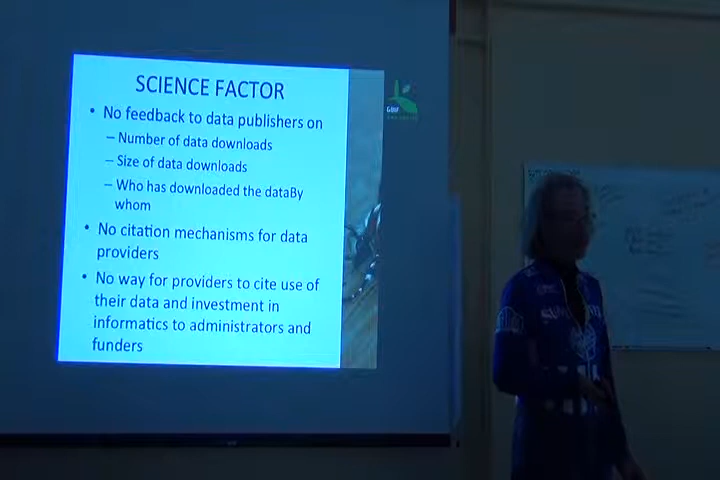 SCIENCE FACTOR
• No feedback to data publishers on
– Number of data downloads
– Size of data downloads
– Who has downloaded the dataBy
whom
• No citation mechanisms for data
providers
• No way for providers to cite use of
their data and investment in
informatics to administrators and
funders
GBIF